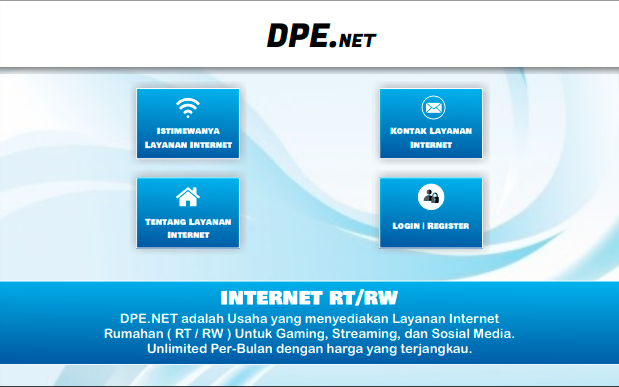 DPE.NET
ISTIMEWANYA
LAYANAN INTERNET
KONTAK LAYANAN
INTERNET
TENTANG LAYANAN
INTERNET
LOGIN | REGISTER
INTERNET RT/RW
DPE.NET adalah Usaha yang menyediakan Layanan Internet
Rumahan ( RT / RW ) Untuk Gaming, Streaming, dan Sosial Media.
Unlimited Per-Bulan dengan harga yang terjangkau.